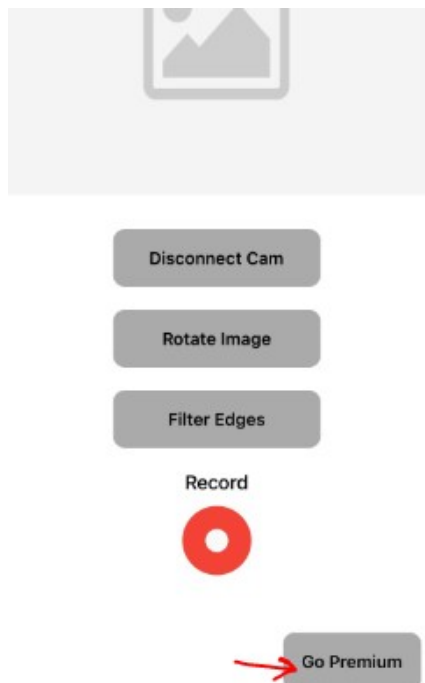 Disconnect Cam
Rotate Image
Filter Edges
Record
Go Premium